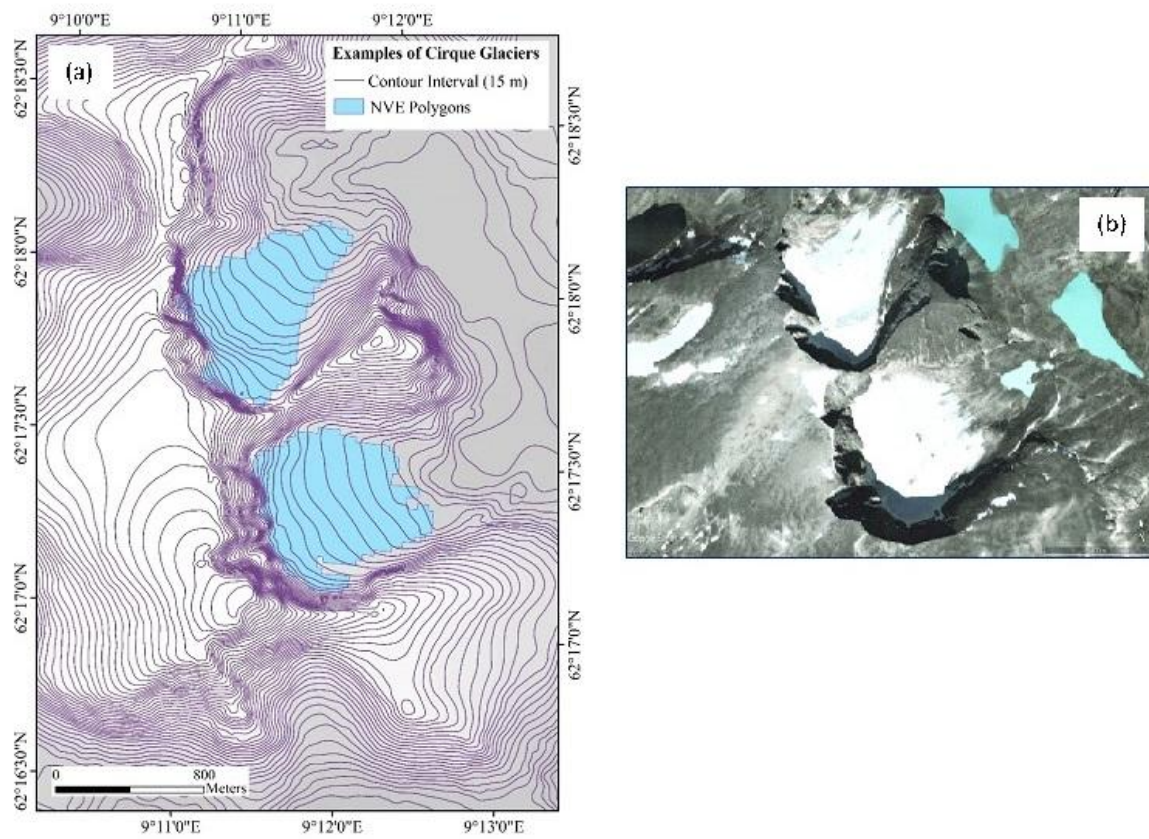 9°10'0"E 9°11'0"E 9°12'0"E
(a)
Examples of Cirque Glaciers
Contour Interval (15 m)
NVE Polygons
62°18'30"N
62°18'0"N
62°17'30"N
62°17'0"N
62°16'30"N
62°18'30"N
62°18'0"N
62°17'30"N
62°17'0"N
0 800
Meters
9°11'0"E 9°12'0"E 9°13'0"E
(b)